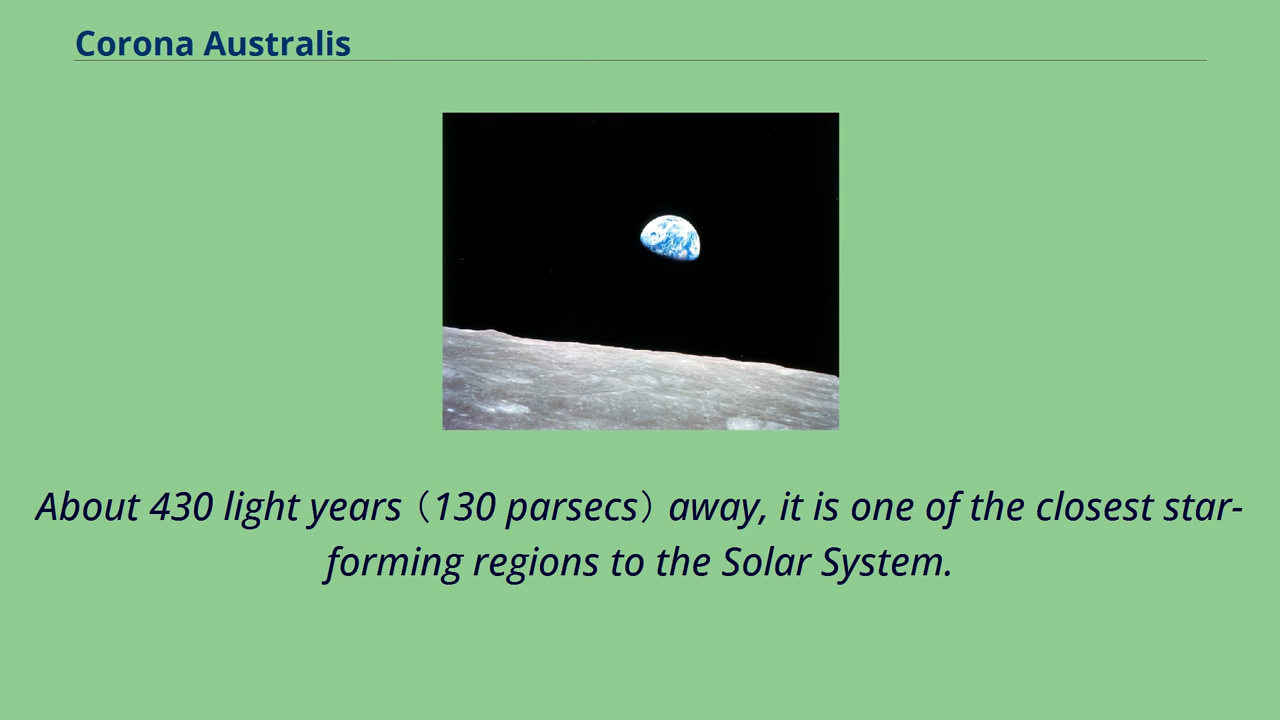 Corona Australis
About 430 light years（130 parsecs）away, it is one of the closest star-
forming regions to the Solar System.